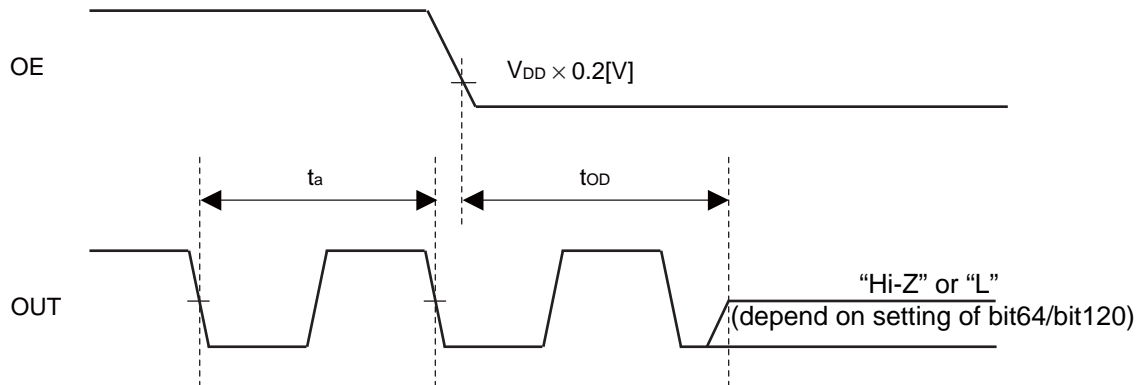 OE
VDD × 0.2[V]
ta
tOD
OUT
“Hi-Z” or “L”
(depend on setting of bit64/bit120)